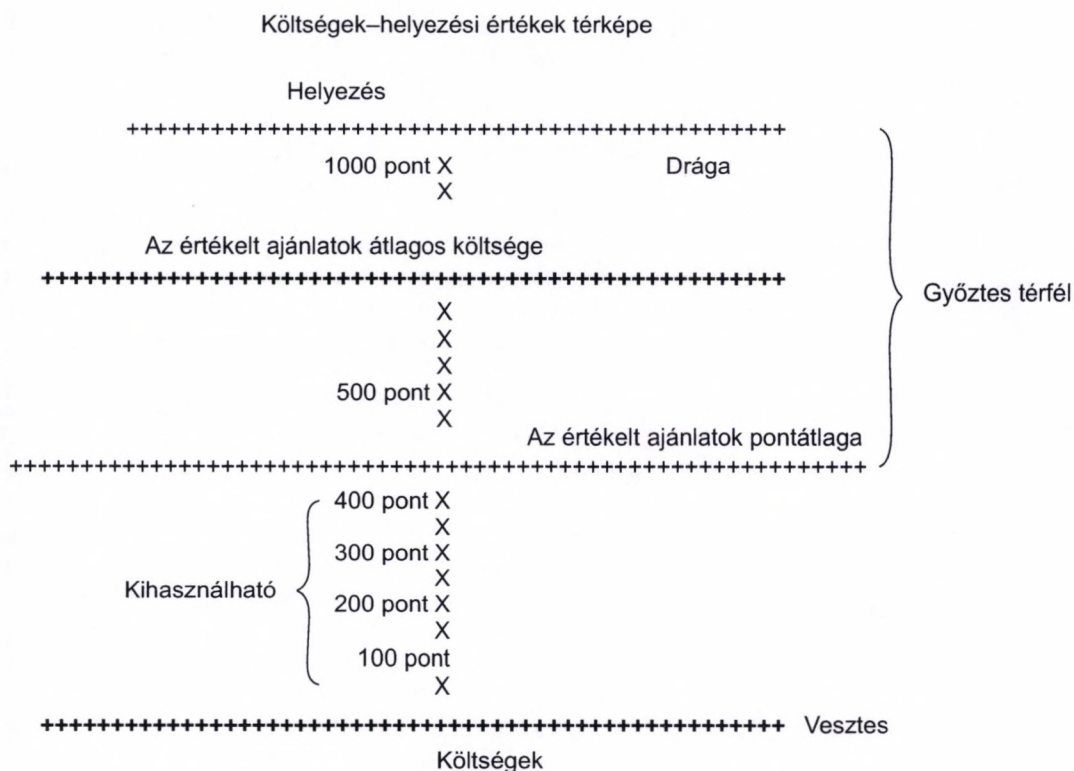 Költségek–helyezési értékek térképe
Helyezés
+++++++++++++++++++++++++++++++++++++++++++++++
1000 pont X Drága
X
Az értékelt ajánlatok átlagos költsége
+++++++++++++++++++++++++++++++++++++++++++++++++++++
X
X
X
500 pont X
X
Győztes térfél
Az értékelt ajánlatok pontátlaga
+++++++++++++++++++++++++++++++++++++++++++++++++++++++++++++
400 pont X
X
300 pont X
X
Kihasználható
200 pont X
X
100 pont
X
+++++++++++++++++++++++++++++++++++++++++++++++++++++ Vesztes
Költségek